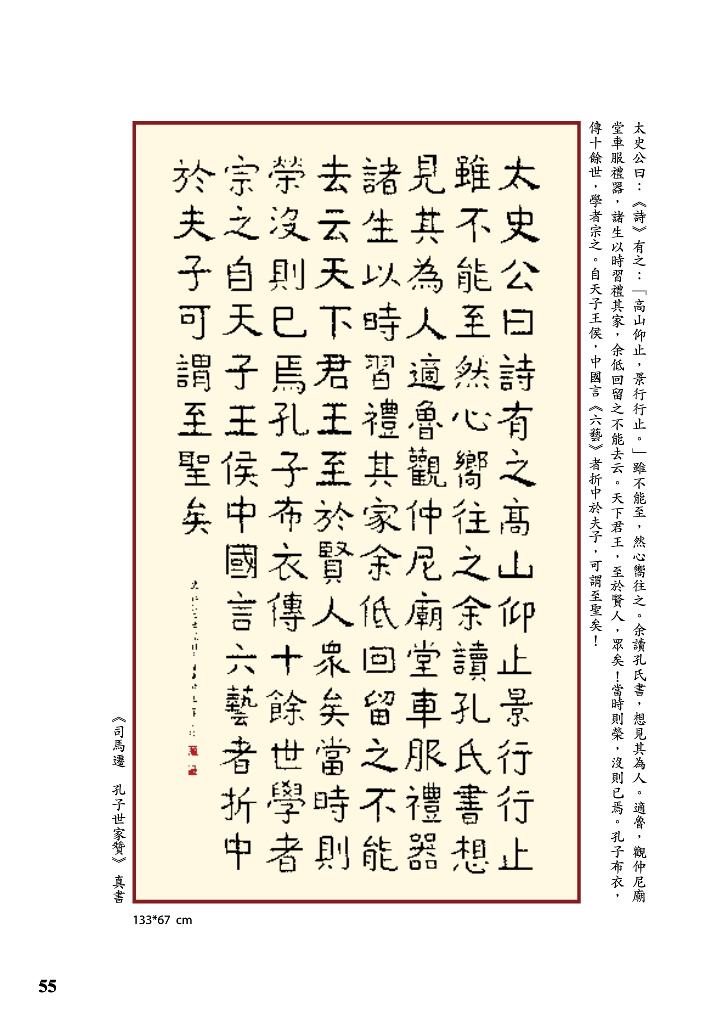 太史公曰：《詩》有之：「高山仰止，景行行止。」雖不能至，然心嚮往之。余讀孔氏書，想見其為人。適魯，觀仲尼廟
堂車服禮器，諸生以時習禮其家，余低回留之不能去云。天下君王，至於賢人，眾矣！當時則榮，沒則已焉。孔子布衣，
傳十餘世，學者宗之。自天子王侯，中國言《六藝》者折中於夫子，可謂至聖矣！
太史公曰詩有之高山仰止景行行止
雖不能至然心嚮往之余讀孔氏書想
見其為人適魯觀仲尼廟堂車服禮器
諸生以時習禮其家余低回留之不能
去云天下君王至於賢人眾矣當時則
榮沒則已焉孔子布衣傳十餘世學者
宗之自天子王侯中國言六藝者折中
於夫子可謂至聖矣
《司馬遷　孔子世家贊》真書
133*67 cm
55